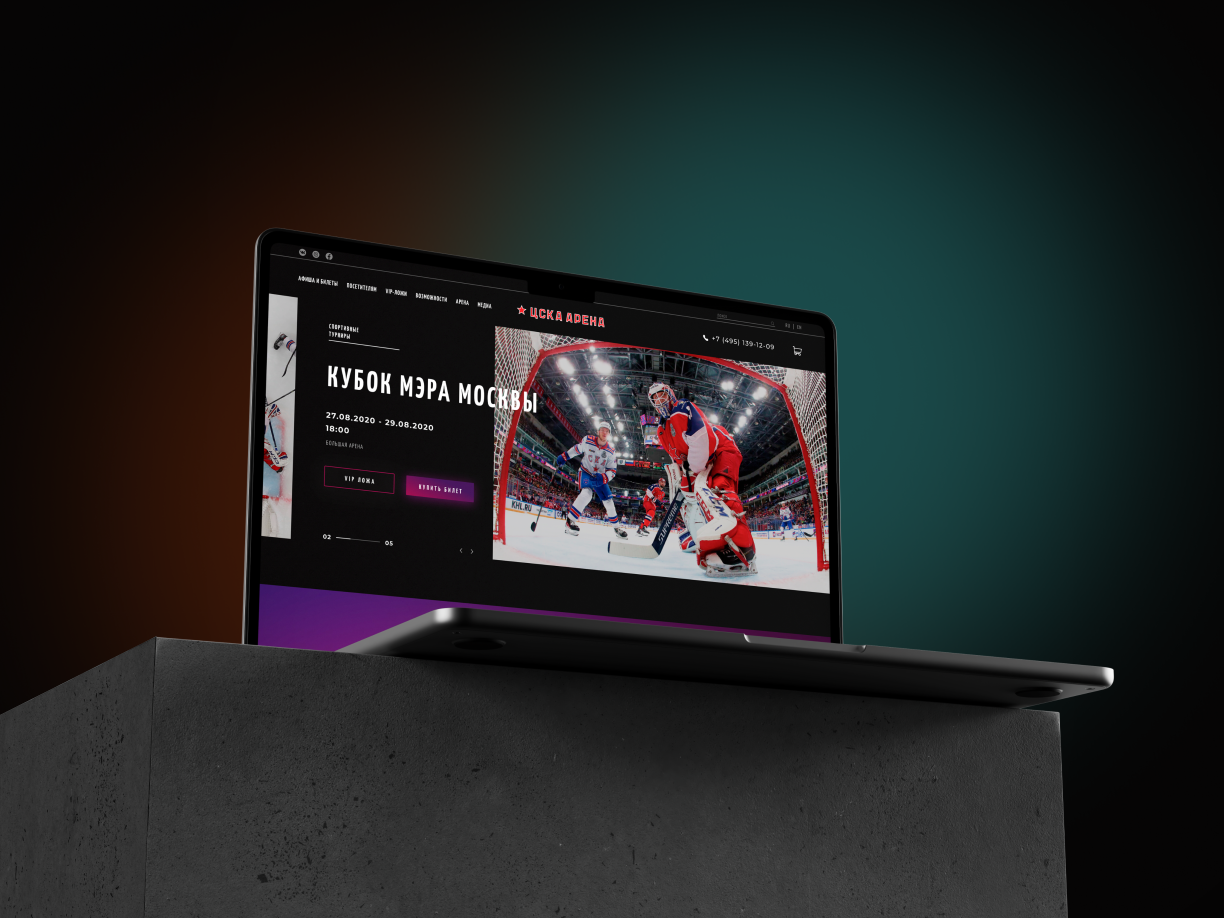 АФИША И БИЛЕТЫ ПОСЕТИТЕЛЯМ VIP-ЛОЖИ ВОЗМОЖНОСТИ АРЕНА МЕДИА
ЦСКА АРЕНА
RU | EN
+7 (495) 139-12-09
СПОРТИВНЫЕ
ТУРНИРЫ
КУБОК МЭРА МОСКВЫ
27.08.2020 - 29.08.2020
18:00
БОЛЬШАЯ АРЕНА
VIP ЛОЖА
КУПИТЬ БИЛЕТ
02
05
KHL.RU
SUPREME